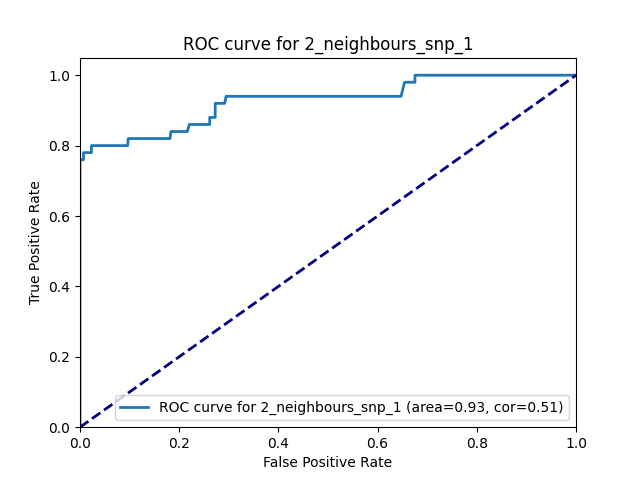 ROC curve for 2_neighbours_snp_1
1.0
0.8
0.6
0.4
0.2
0.0
True Positive Rate
ROC curve for 2_neighbours_snp_1 (area=0.93, cor=0.51)
0.0 0.2 0.4 0.6 0.8 1.0
False Positive Rate